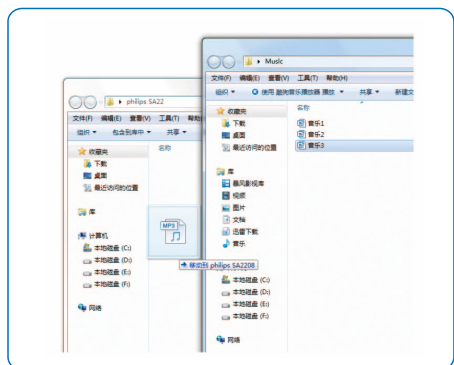 Music
文件(F) 编辑(E) 查看(V) 工具(T) 帮助(H)
组织 使用 酷狗音乐播放器 播放 共享 新建文
名称
收藏夹
下载
桌面
最近访问的位置
音乐1
音乐2
音乐3
库
暴风影视库
视频
图片
文档
迅雷下载
音乐
本地磁盘 (C:)
本地磁盘 (D:)
本地磁盘 (E:)
本地磁盘 (F:)
网络
philips SA22
文件(F) 编辑(E) 查看(V) 工具(T) 帮助
组织 包含到库中 共享
名称
收藏夹
下载
桌面
最近访问的位置
库
计算机
本地磁盘 (C:)
本地磁盘 (D:)
本地磁盘 (E:)
本地磁盘 (F:)
网络
MP3
移动到 philips SA2208